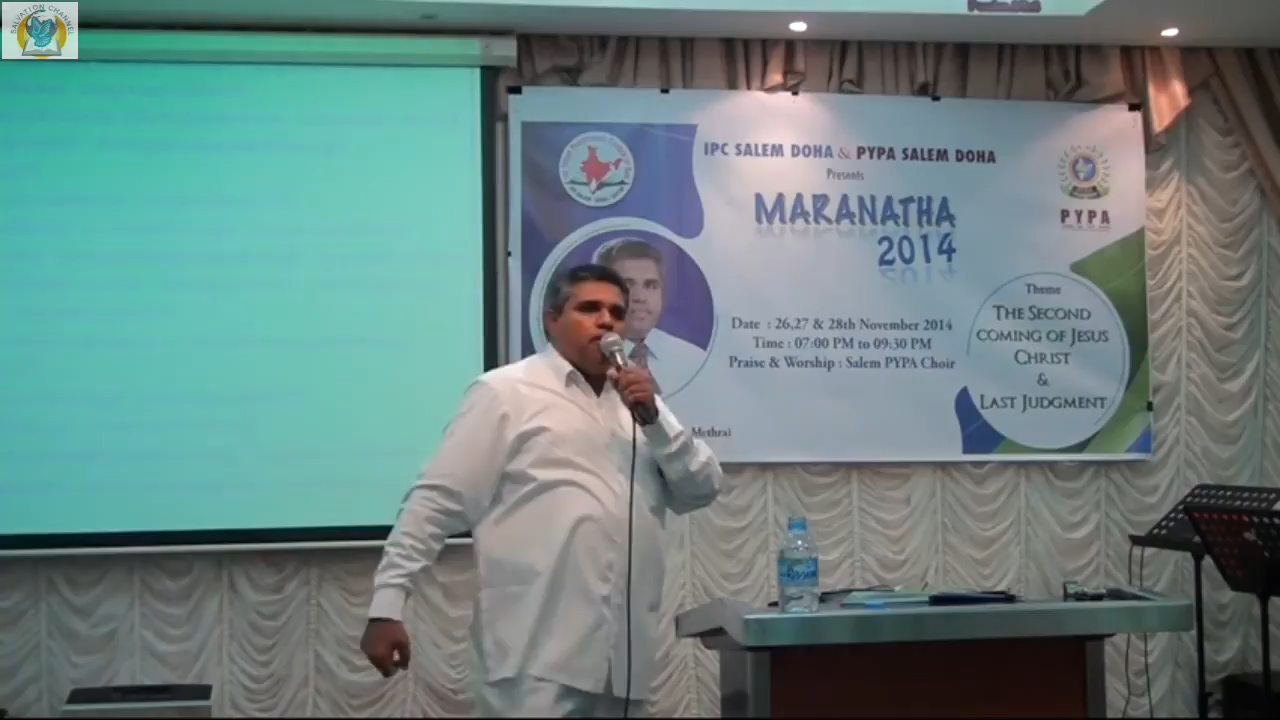 SALVATION CHANNEL
IPC SALEM DOHA & PYPA SALEM DOHA
Presents
MARANATHA
2014
PYPA
Date : 26,27 & 28th November 2014
Time : 07:00 PM to 09:30 PM
Praise & Worship : Salem PYPA Choir
Theme
THE SECOND
COMING OF JESUS
CHRIST
&
LAST JUDGMENT
Methrai